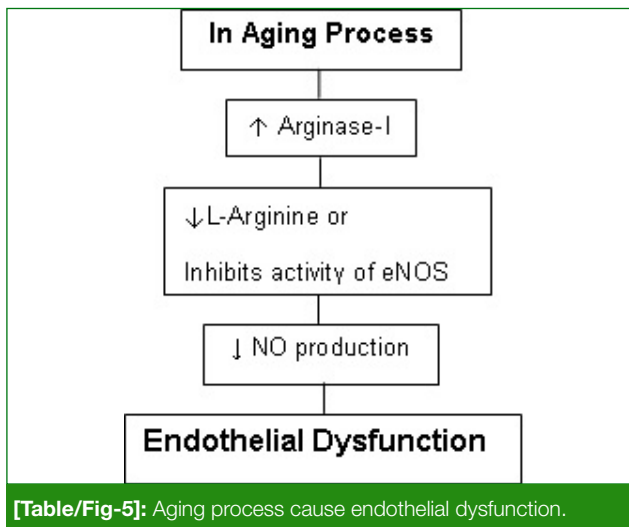 In Aging Process
↑ Arginase-I
↓L-Arginine or
Inhibits activity of eNOS
↓ NO production
Endothelial Dysfunction
[Table/Fig-5]: Aging process cause endothelial dysfunction.